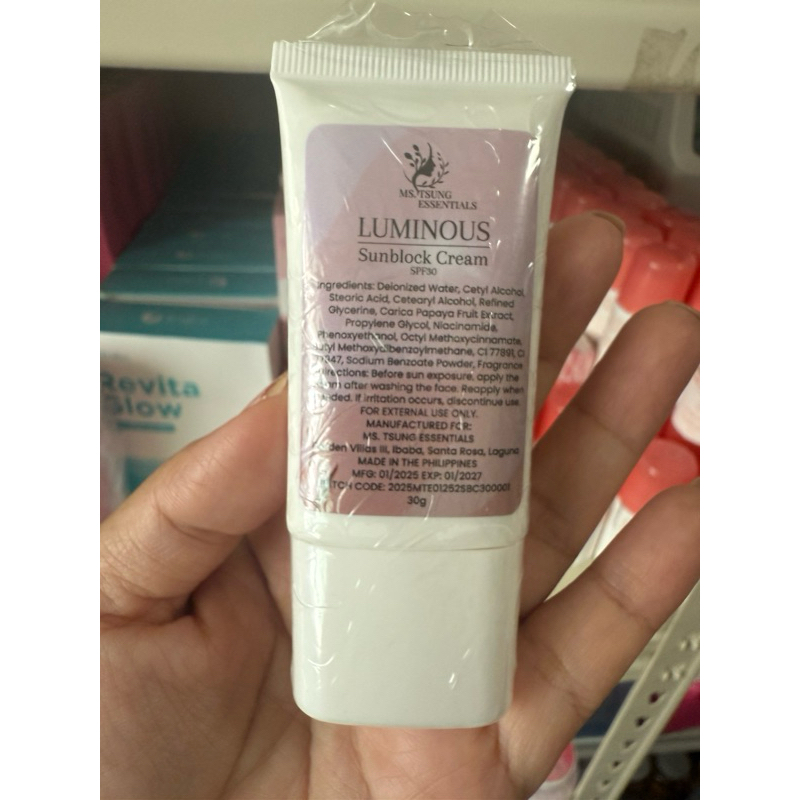 MS. TSUNG
ESSENTIALS
LUMINOUS
Sunblock Cream
SPF30
Ingredients: Deionized Water, Cetyl Alcohol,
Stearic Acid, Cetearyl Alcohol, Refined
Glycerine, Carica Papaya Fruit Extract,
Propylene Glycol, Niacinamide,
Phenoxyethanol, Octyl Methoxycinnamate,
Methoxydibenzoylmethane, CI 77891, CI
Sodium Benzoate Powder, Fragrance
Directions: Before sun exposure, apply the
after washing the face. Reapply when
If irritation occurs, discontinue use.
FOR EXTERNAL USE ONLY.
MANUFACTURED FOR:
MS. TSUNG ESSENTIALS
Villas III, Ibaba, Santa Rosa, Laguna
MADE IN THE PHILIPPINES
MFG: 01/2025 EXP: 01/2027
CODE: 2025MTE01252SBC300001
30g
Revita
Glow